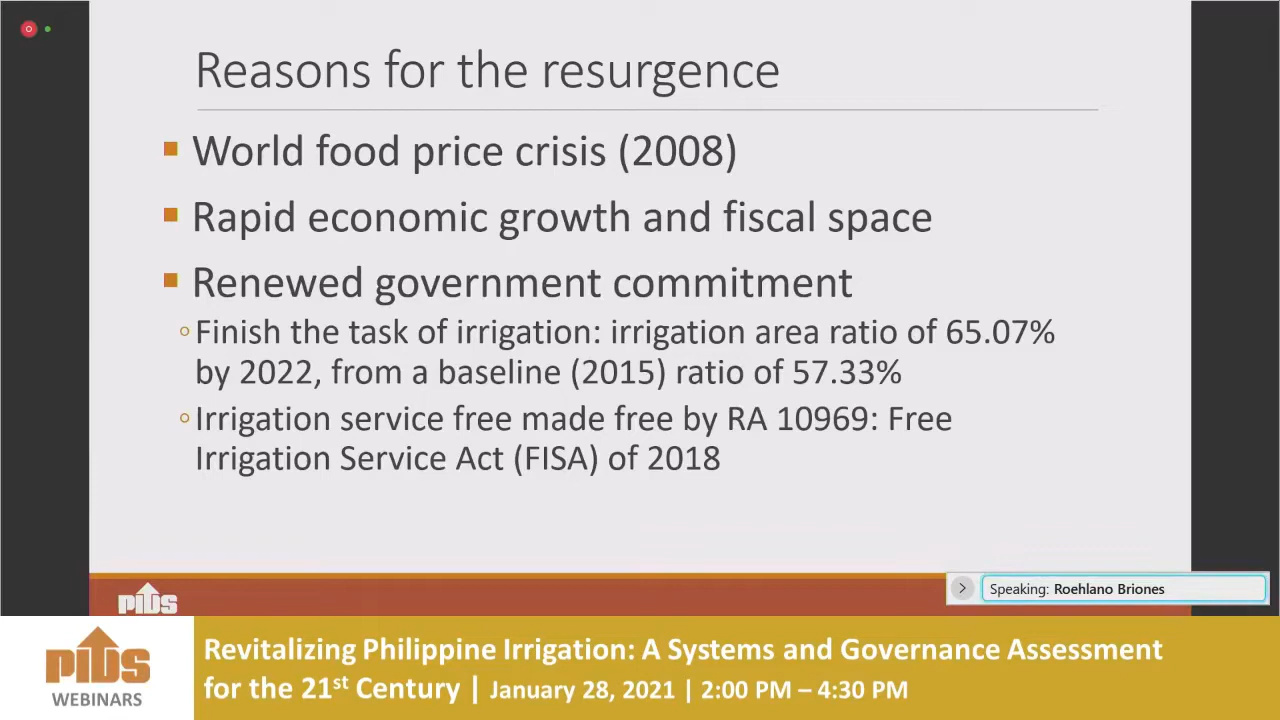 Reasons for the resurgence
World food price crisis (2008)
Rapid economic growth and fiscal space
Renewed government commitment
Finish the task of irrigation: irrigation area ratio of 65.07%
by 2022, from a baseline (2015) ratio of 57.33%
Irrigation service free made free by RA 10969: Free
Irrigation Service Act (FISA) of 2018
PIDS
Speaking: Roehlano Briones
PIDS
WEBINARS
Revitalizing Philippine Irrigation: A Systems and Governance Assessment
for the 21st Century | January 28, 2021 | 2:00 PM – 4:30 PM